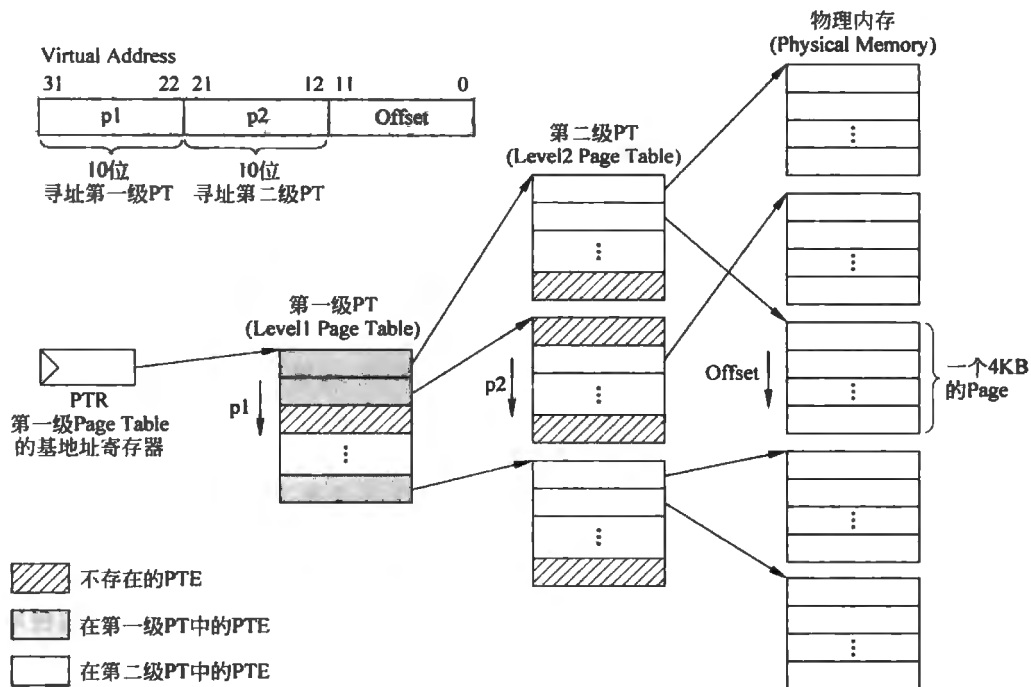 物理内存
(Physical Memory)
Virtual Address
31 22 21 12 11 0
p1 p2 Offset
10位 10位
寻址第一级PT 寻址第二级PT
第二级PT
(Level2 Page Table)
第一级PT
(Level1 Page Table)
PTR
第一级Page Table
的基地址寄存器
p1
p2
Offset
一个4KB
的Page
不存在的PTE
在第一级PT中的PTE
在第二级PT中的PTE